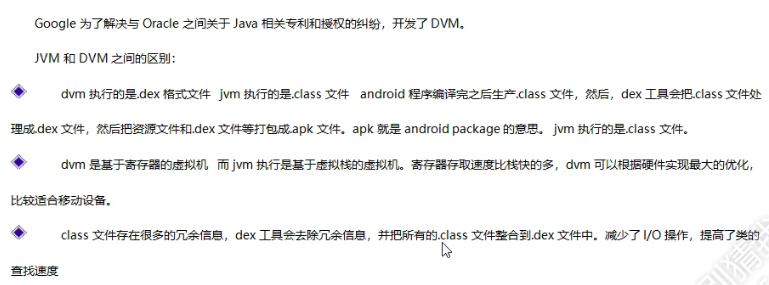 Google 为了解决与 Oracle 之间关于 Java 相关专利和授权的纠纷，开发了 DVM。
JVM 和 DVM 之间的区别：
dvm 执行的是.dex 格式文件 jvm 执行的是.class 文件 android 程序编译完之后生产.class 文件，然后，dex 工具会把.class 文件处
理成.dex 文件，然后把资源文件和.dex 文件等打包成.apk 文件。apk 就是 android package 的意思。 jvm 执行的是.class 文件。
dvm 是基于寄存器的虚拟机 而 jvm 执行是基于虚拟栈的虚拟机。寄存器存取速度比栈快的多，dvm 可以根据硬件实现最大的优化，
比较适合移动设备。
class 文件存在很多的冗余信息，dex 工具会去除冗余信息，并把所有的.class 文件整合到.dex 文件中。减少了 I/O 操作，提高了类的
查找速度